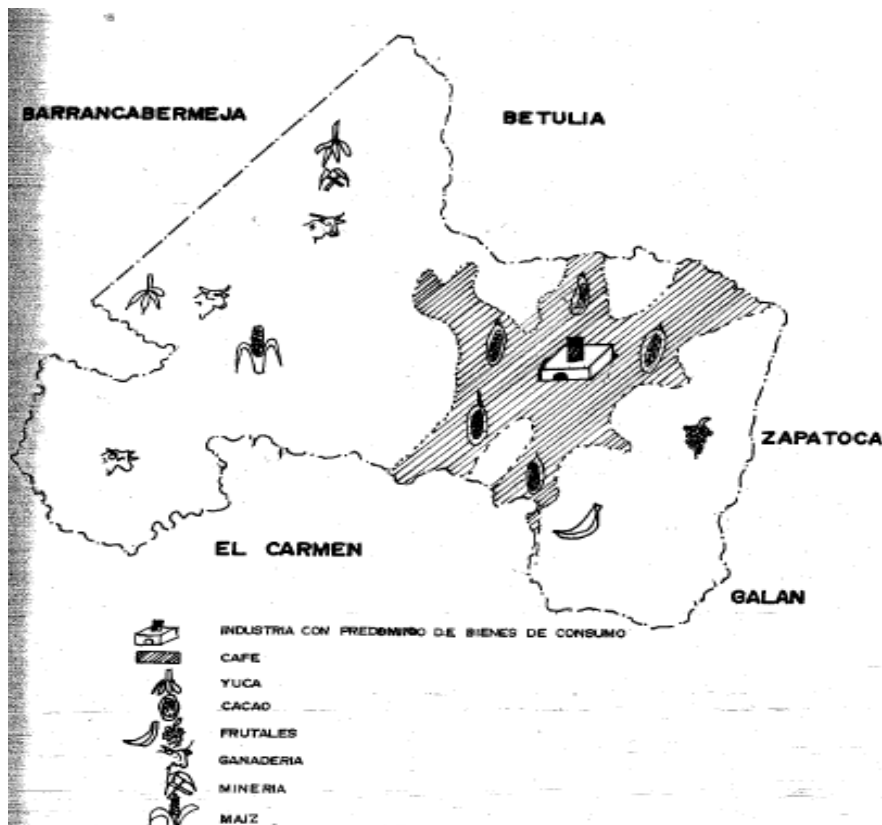 BARRANCABERMEJA
BETULIA
ZAPATOCA
EL CARMEN
GALAN
INDUSTRIA CON DE BIENES DE CONSUMO
CAFE
YUCA
CACAO
FRUTALES
GANADERIA
MINERIA
MAIZ